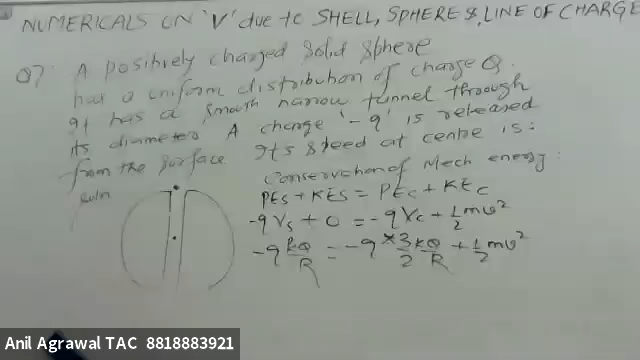 NUMERICALS ON 'V' due to SHELL, SPHERES, LINE OF CHARGE
Q7 A positively charged solid sphere
has a uniform distribution of charge Q.
It has a smooth narrow tunnel through
its diameter. A charge '-q' is released
from the surface. Its speed at centre is:
Soln
Conservation of Mech energy:
PEs + KEs = PEc + KEc
-qVs + 0 = -qVc + 1/2 mv²
-q kQ/R = -q × 3/2 kQ/R + 1/2 mv²
Anil Agrawal TAC 8818883921